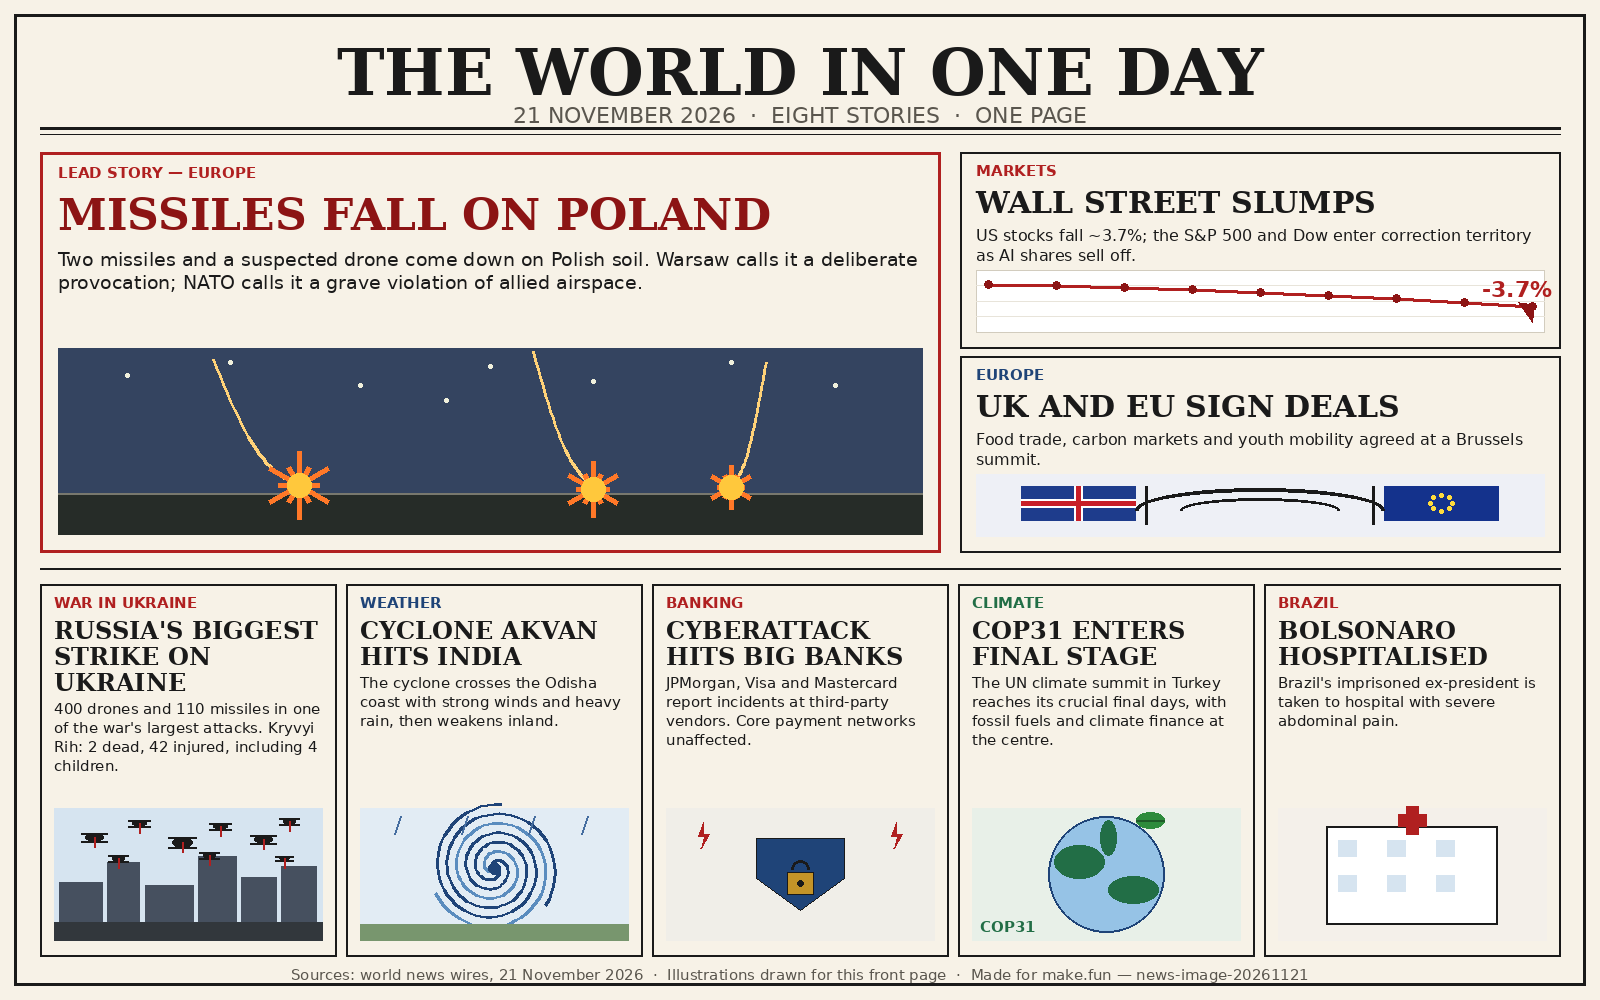 THE WORLD IN ONE DAY
21 NOVEMBER 2026 · EIGHT STORIES · ONE PAGE
LEAD STORY — EUROPE
MISSILES FALL ON POLAND
Two missiles and a suspected drone come down on Polish soil. Warsaw calls it a deliberate
provocation; NATO calls it a grave violation of allied airspace.
MARKETS
WALL STREET SLUMPS
US stocks fall ~3.7%; the S&P 500 and Dow enter correction territory
as AI shares sell off.
-3.7%
EUROPE
UK AND EU SIGN DEALS
Food trade, carbon markets and youth mobility agreed at a Brussels
summit.
WAR IN UKRAINE
RUSSIA'S BIGGEST
STRIKE ON
UKRAINE
400 drones and 110 missiles in one
of the war's largest attacks. Kryvyi
Rih: 2 dead, 42 injured, including 4
children.
WEATHER
CYCLONE AKVAN
HITS INDIA
The cyclone crosses the Odisha
coast with strong winds and heavy
rain, then weakens inland.
BANKING
CYBERATTACK
HITS BIG BANKS
JPMorgan, Visa and Mastercard
report incidents at third-party
vendors. Core payment networks
unaffected.
CLIMATE
COP31 ENTERS
FINAL STAGE
The UN climate summit in Turkey
reaches its crucial final days, with
fossil fuels and climate finance at
the centre.
COP31
BRAZIL
BOLSONARO
HOSPITALISED
Brazil's imprisoned ex-president is
taken to hospital with severe
abdominal pain.
Sources: world news wires, 21 November 2026 · Illustrations drawn for this front page · Made for make.fun — news-image-20261121